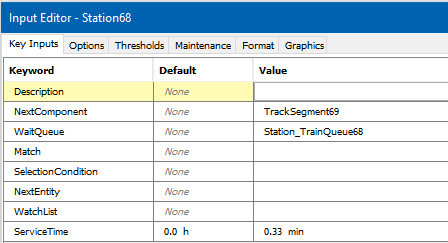 Input Editor - Station68
Key Inputs Options Thresholds Maintenance Format Graphics
Keyword Default Value
Description None
NextComponent None TrackSegment69
WaitQueue None Station_TrainQueue68
Match None
SelectionCondition None
NextEntity None
WatchList None
ServiceTime 0.0 h 0.33 min